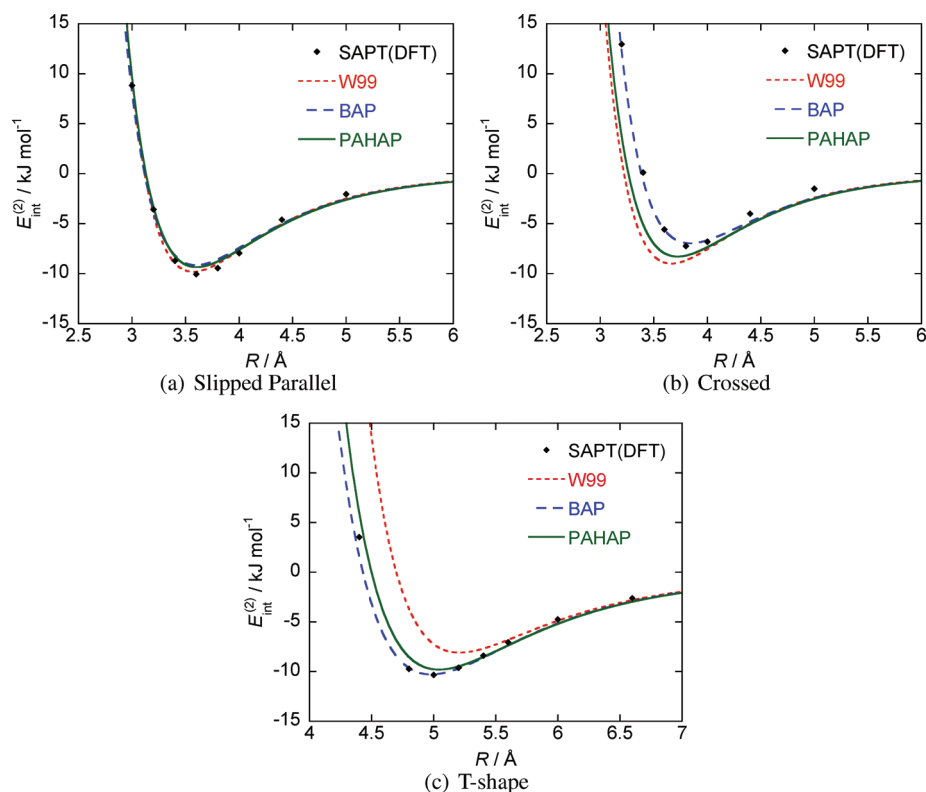 15
10
5
0
-5
-10
-15
E(2)int / kJ mol-1
SAPT(DFT)
W99
BAP
PAHAP
2.5 3 3.5 4 4.5 5 5.5 6
R / Å
(a) Slipped Parallel
15
10
5
0
-5
-10
-15
E(2)int / kJ mol-1
SAPT(DFT)
W99
BAP
PAHAP
2.5 3 3.5 4 4.5 5 5.5 6
R / Å
(b) Crossed
15
10
5
0
-5
-10
-15
E(2)int / kJ mol-1
SAPT(DFT)
W99
BAP
PAHAP
4 4.5 5 5.5 6 6.5 7
R / Å
(c) T-shape